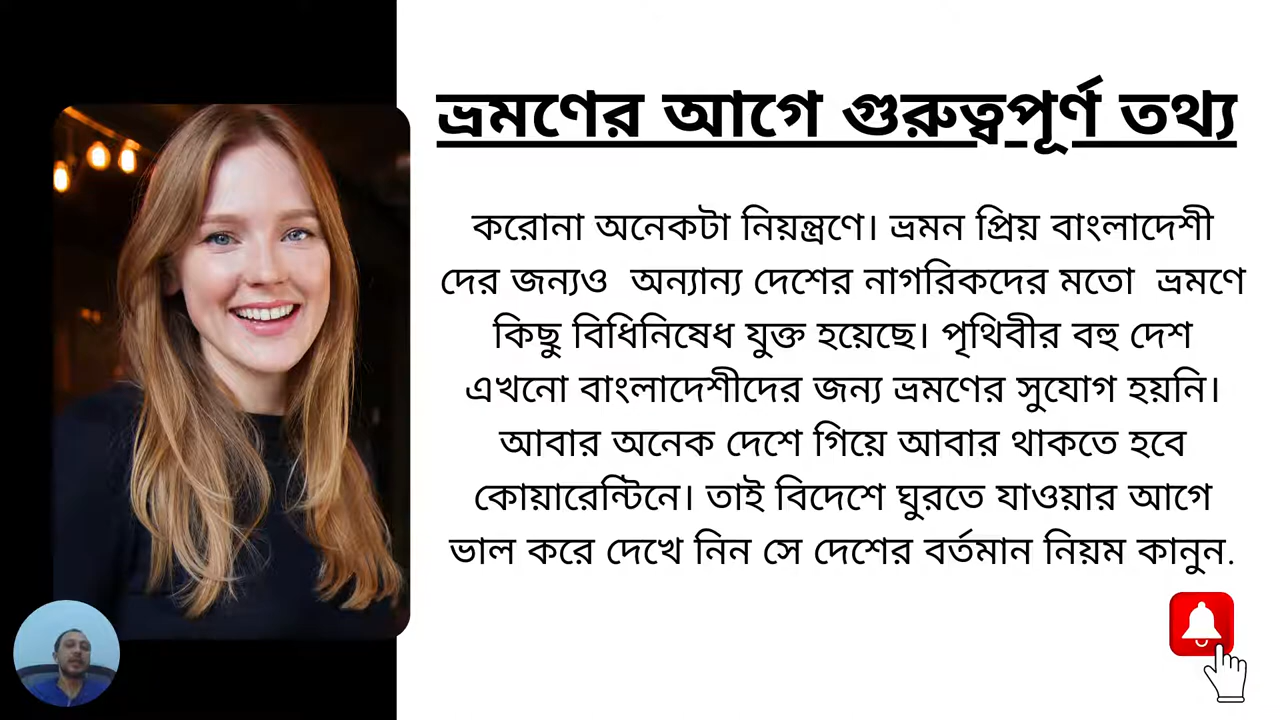 ভ্রমণের আগে গুরুত্বপূর্ণ তথ্য
করোনা অনেকটা নিয়ন্ত্রণে। ভ্রমন প্রিয় বাংলাদেশী
দের জন্যও  অন্যান্য দেশের নাগরিকদের মতো  ভ্রমণে
কিছু বিধিনিষেধ যুক্ত হয়েছে। পৃথিবীর বহু দেশ
এখনো বাংলাদেশীদের জন্য ভ্রমণের সুযোগ হয়নি।
আবার অনেক দেশে গিয়ে আবার থাকতে হবে
কোয়ারেন্টিনে। তাই বিদেশে ঘুরতে যাওয়ার আগে
ভাল করে দেখে নিন সে দেশের বর্তমান নিয়ম কানুন.